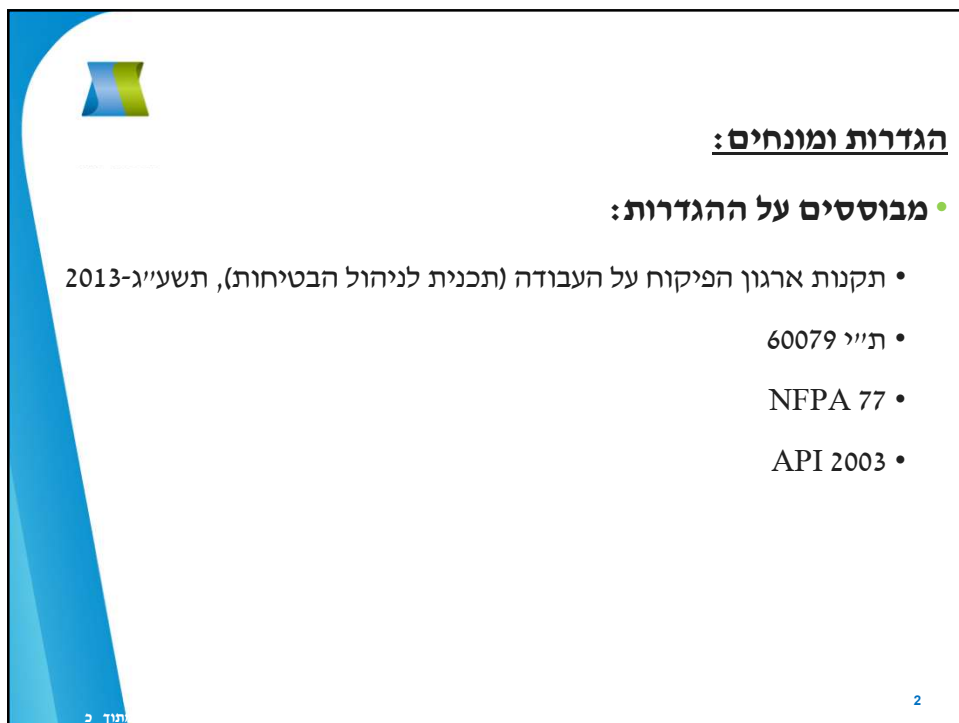 הגדרות ומונחים:
• מבוססים על ההגדרות:
• תקנות ארגון הפיקוח על העבודה (תכנית לניהול הבטיחות), תשע״ג-2013
• ת״י 60079
• NFPA 77
• API 2003
2
מתוך כ